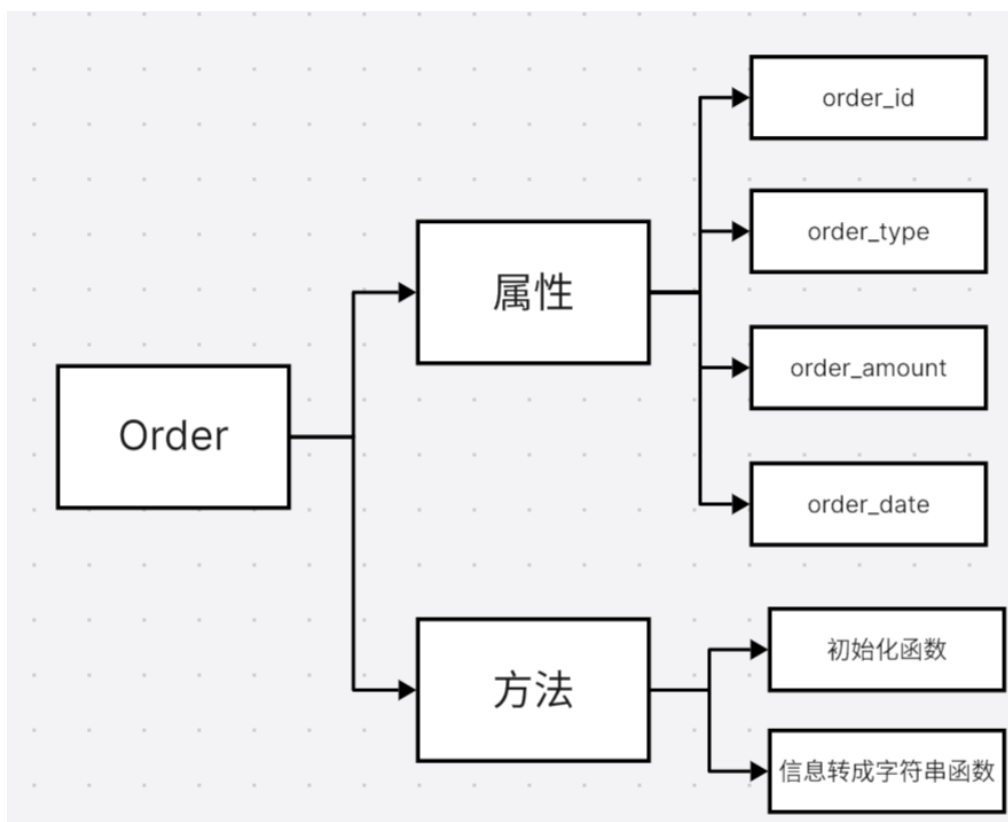 Order
属性
order_id
order_type
order_amount
order_date
方法
初始化函数
信息转成字符串函数